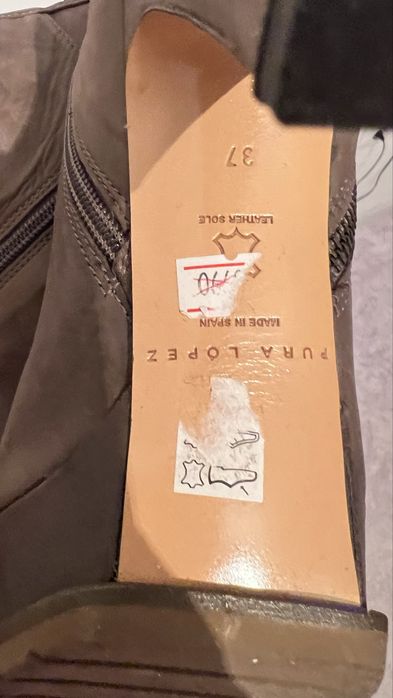 PURA LÓPEZ
MADE IN SPAIN
LEATHER SOLE
37